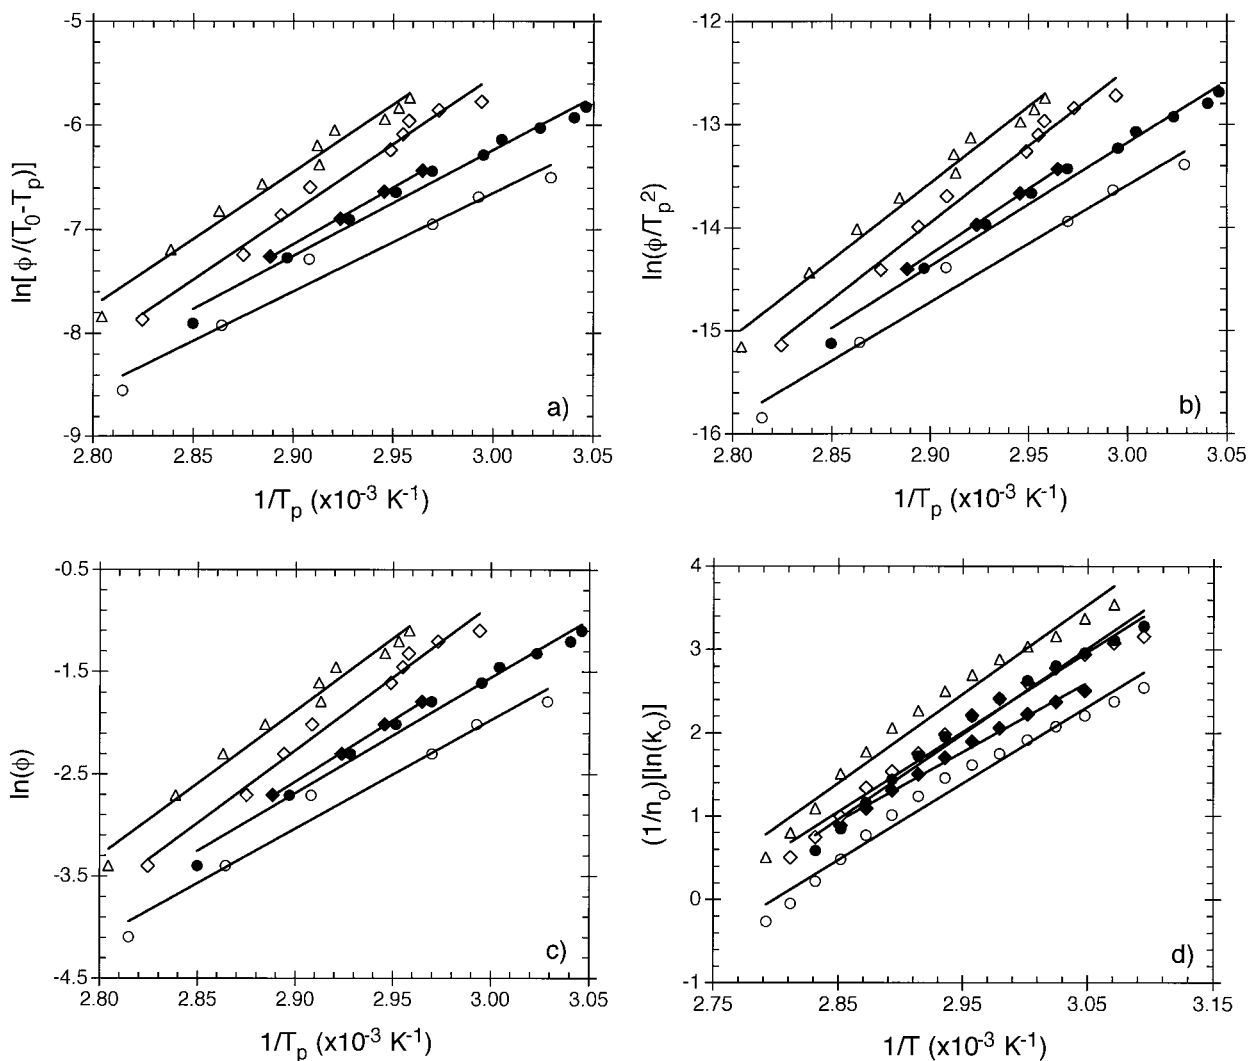 -5
-6
-7
-8
-9
ln[ϕ/(T0-Tp)]
2.80 2.85 2.90 2.95 3.00 3.05
1/Tp (x10-3 K-1)
a)
-12
-13
-14
-15
-16
ln(ϕ/Tp2)
2.80 2.85 2.90 2.95 3.00 3.05
1/Tp (x10-3 K-1)
b)
-0.5
-1.5
-2.5
-3.5
-4.5
ln(ϕ)
2.80 2.85 2.90 2.95 3.00 3.05
1/Tp (x10-3 K-1)
c)
4
3
2
1
0
-1
(1/no)[ln(ko)]
2.75 2.85 2.95 3.05 3.15
1/T (x10-3 K-1)
d)